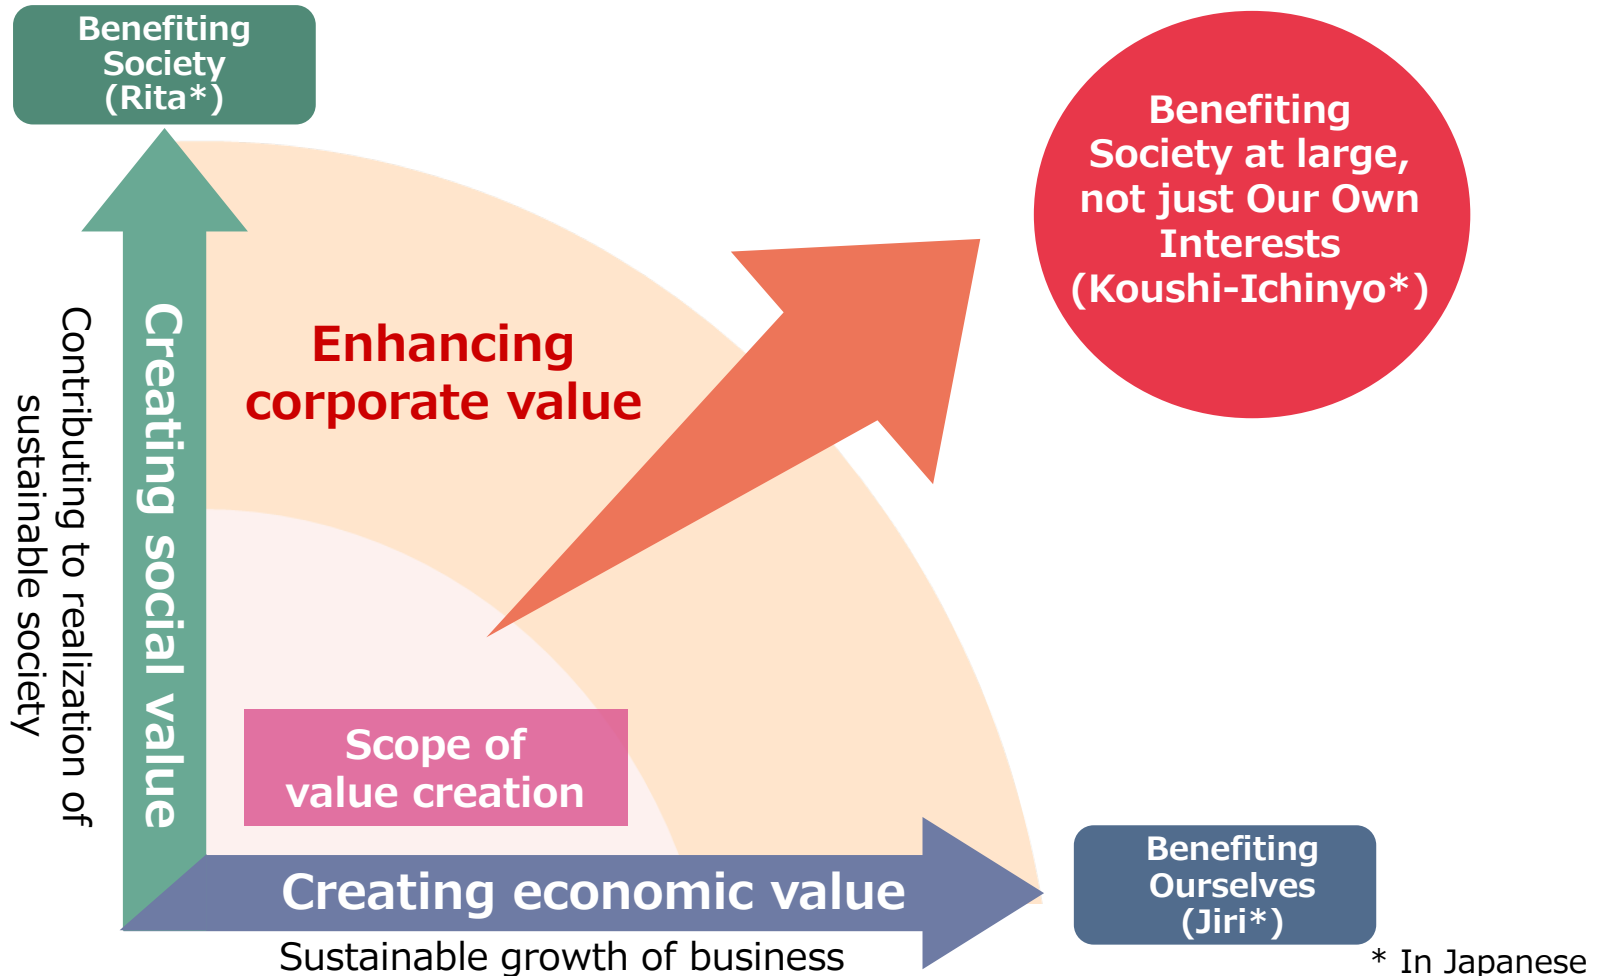 Benefiting
Society
(Rita*)
Benefiting
Society at large,
not just Our Own
Interests
(Koushi-Ichinyo*)
Enhancing
corporate value
Creating social value
Contributing to realization of
sustainable society
Scope of
value creation
Creating economic value
Sustainable growth of business
Benefiting
Ourselves
(Jiri*)
* In Japanese